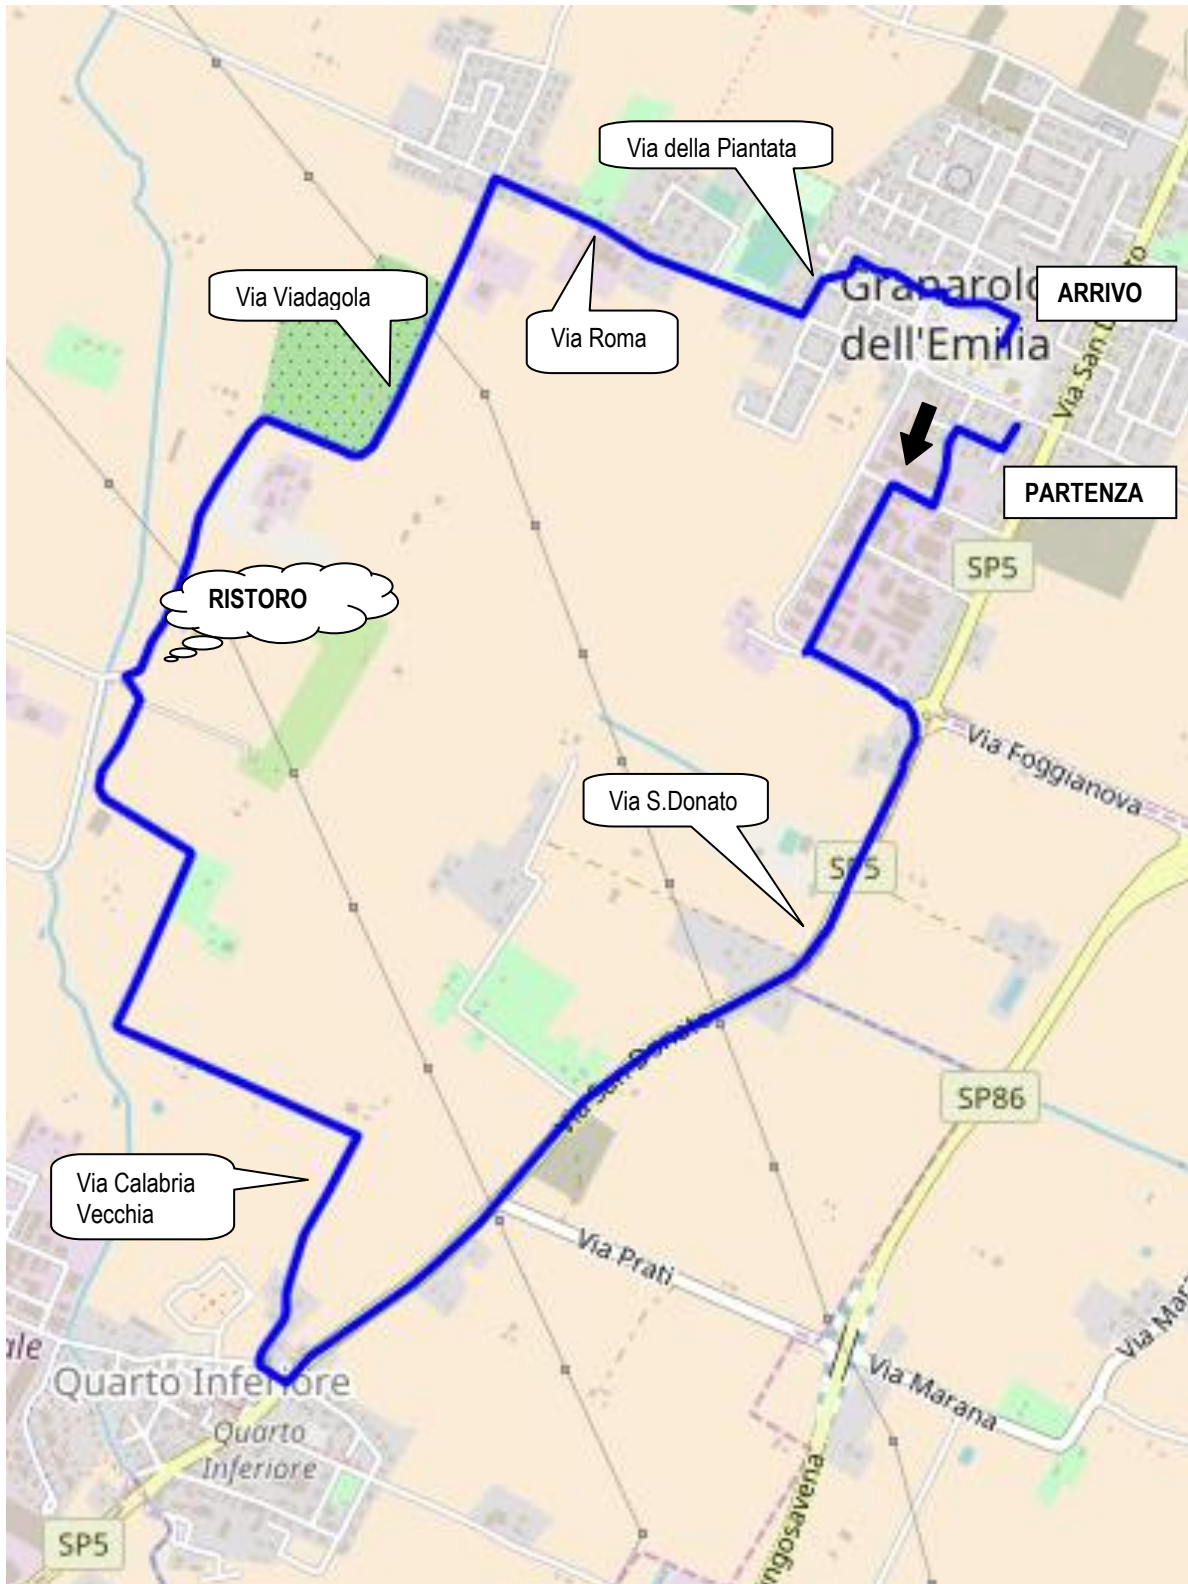 Via della Piantata
Via Viadagola
Via Roma
Granarolo
dell'Emilia
ARRIVO
PARTENZA
SP5
RISTORO
Via Foggianova
Via S.Donato
SP5
Via San Donato
SP86
Via Calabria
Vecchia
Via Prati
Via Marana
Quarto Inferiore
Quarto
Inferiore
SP5